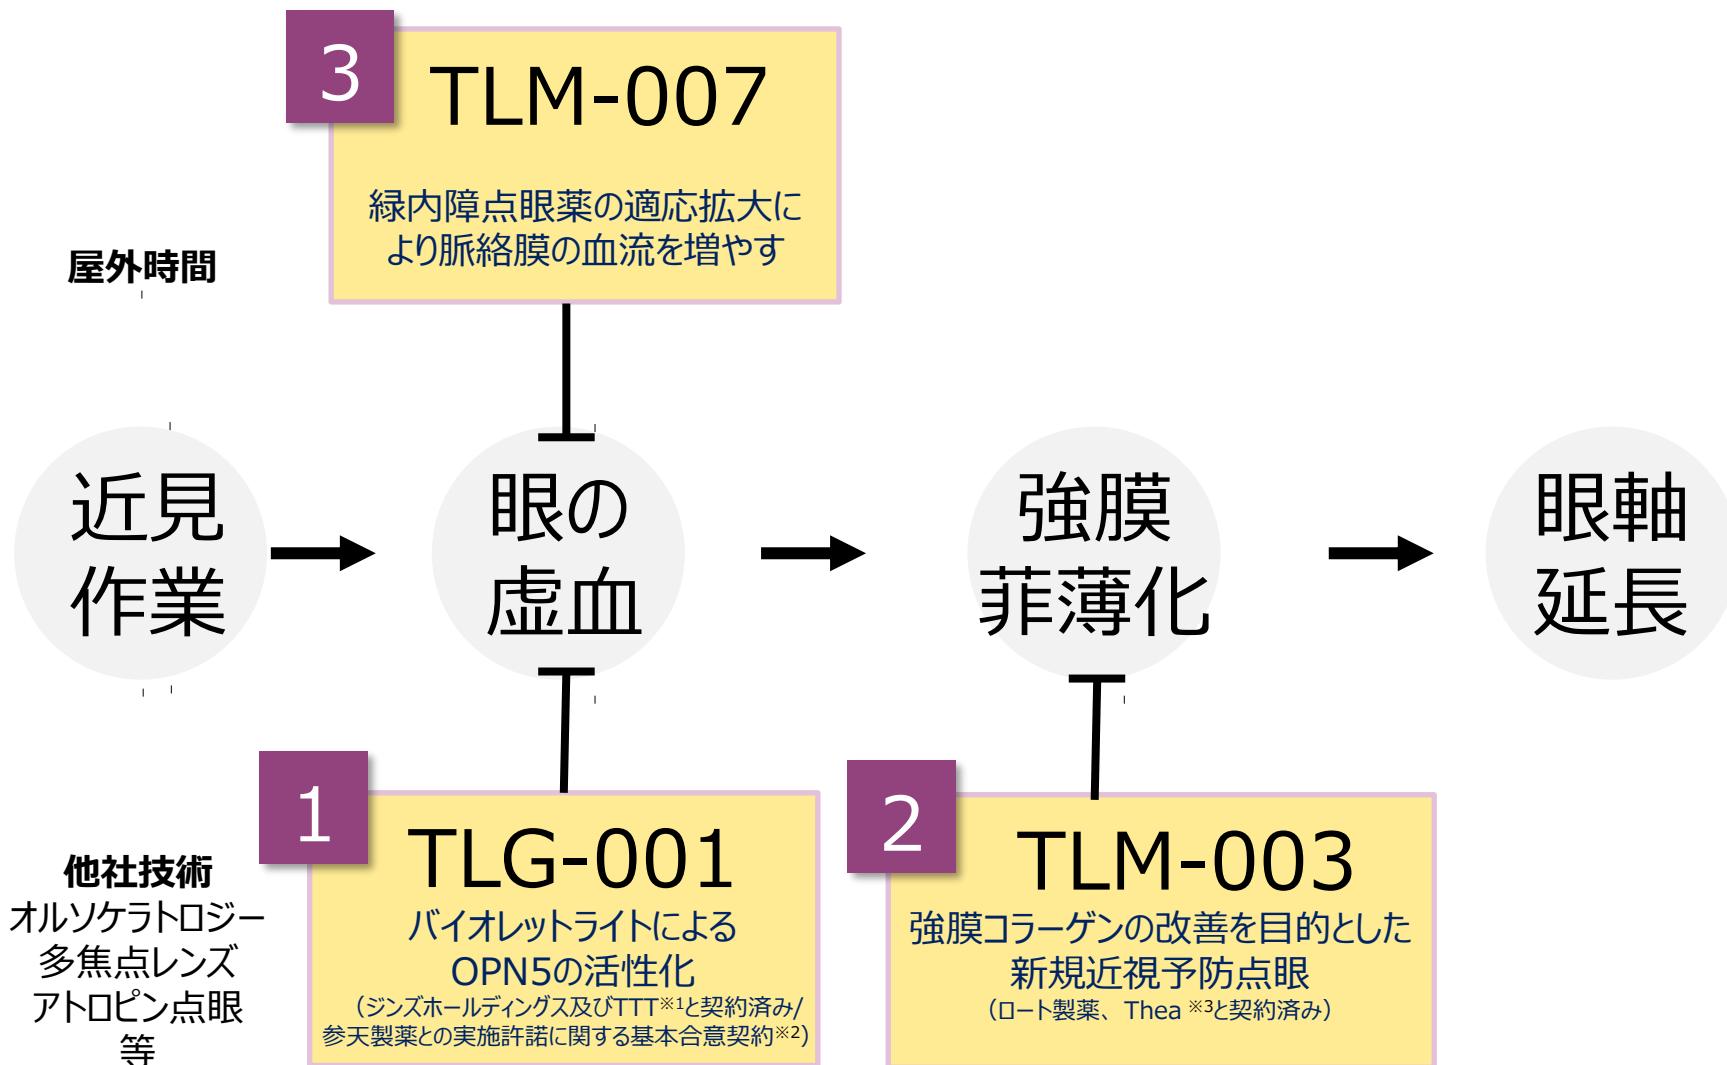 3
TLM-007
緑内障点眼薬の適応拡大に
より脈絡膜の血流を増やす
屋外時間
近見
作業
眼の
虚血
強膜
菲薄化
眼軸
延長
1
TLG-001
バイオレットライトによる
OPN5の活性化
（ジンズホールディングス及びTTT※1と契約済み/
参天製薬との実施許諾に関する基本合意契約※2）
2
TLM-003
強膜コラーゲンの改善を目的とした
新規近視予防点眼
（ロート製薬、Thea ※3と契約済み）
他社技術
オルソケラトロジー
多焦点レンズ
アトロピン点眼
等